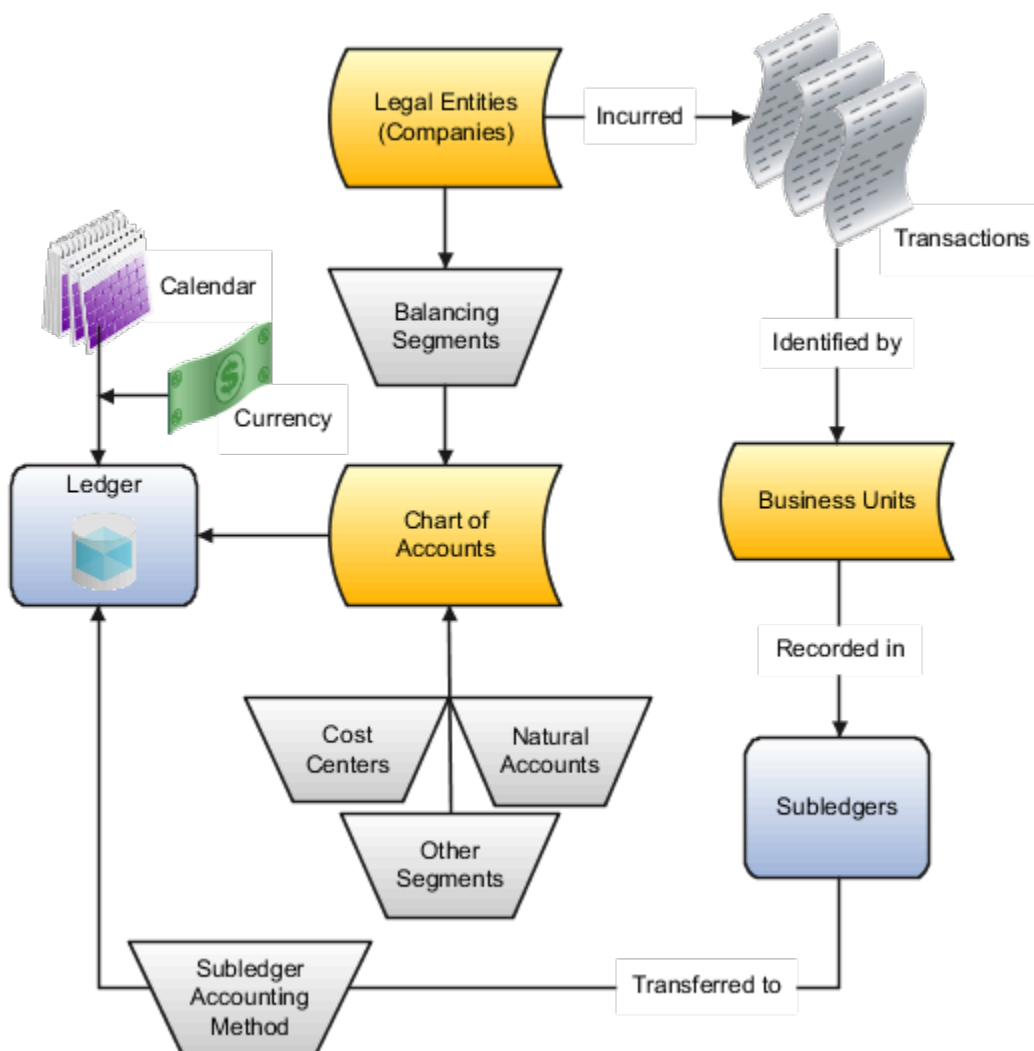 Legal Entities
(Companies)
Incurred
Transactions
Calendar
Balancing
Segments
Identified by
Currency
Ledger
Chart of
Accounts
Business Units
Recorded in
Cost
Centers
Natural
Accounts
Subledgers
Other
Segments
Subledger
Accounting
Method
Transferred to